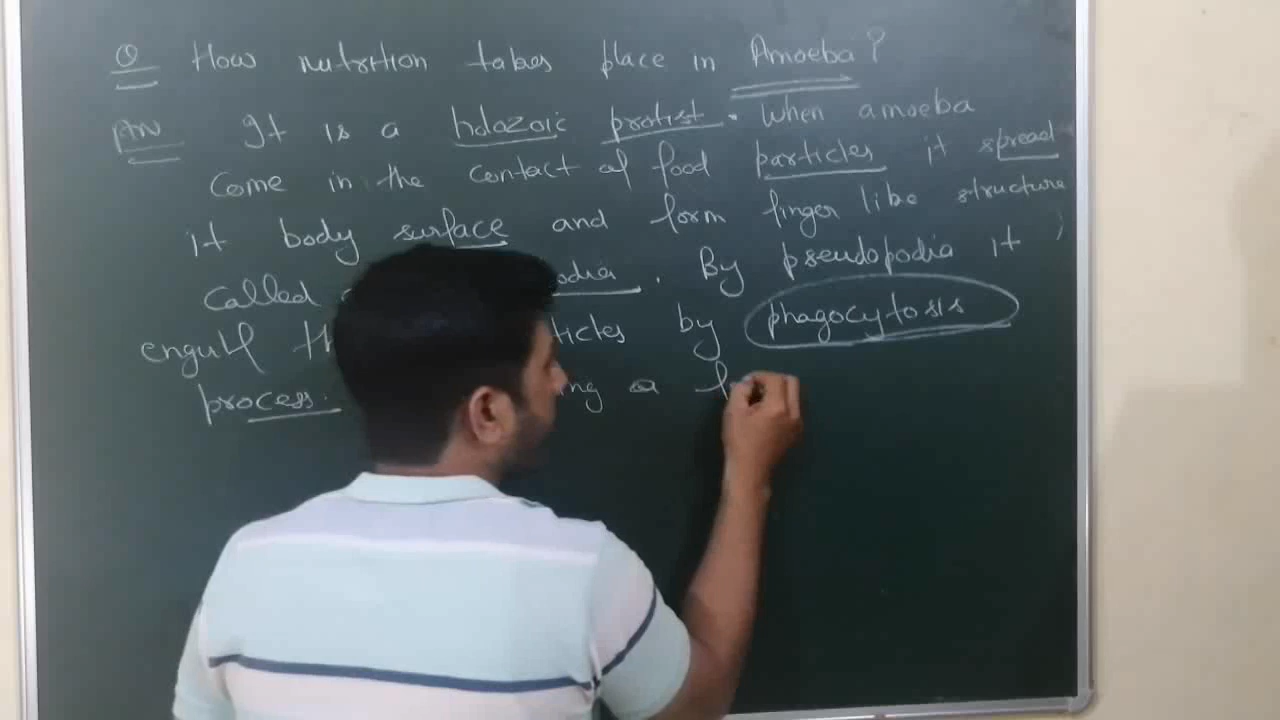 Q How nutrition takes place in Amoeba?
Ans It is a holozoic protist. When amoeba
come in the contact of food particles it spread
it body surface and form finger like structure
called . By pseudopodia it
engulf by phagocytosis
process. a